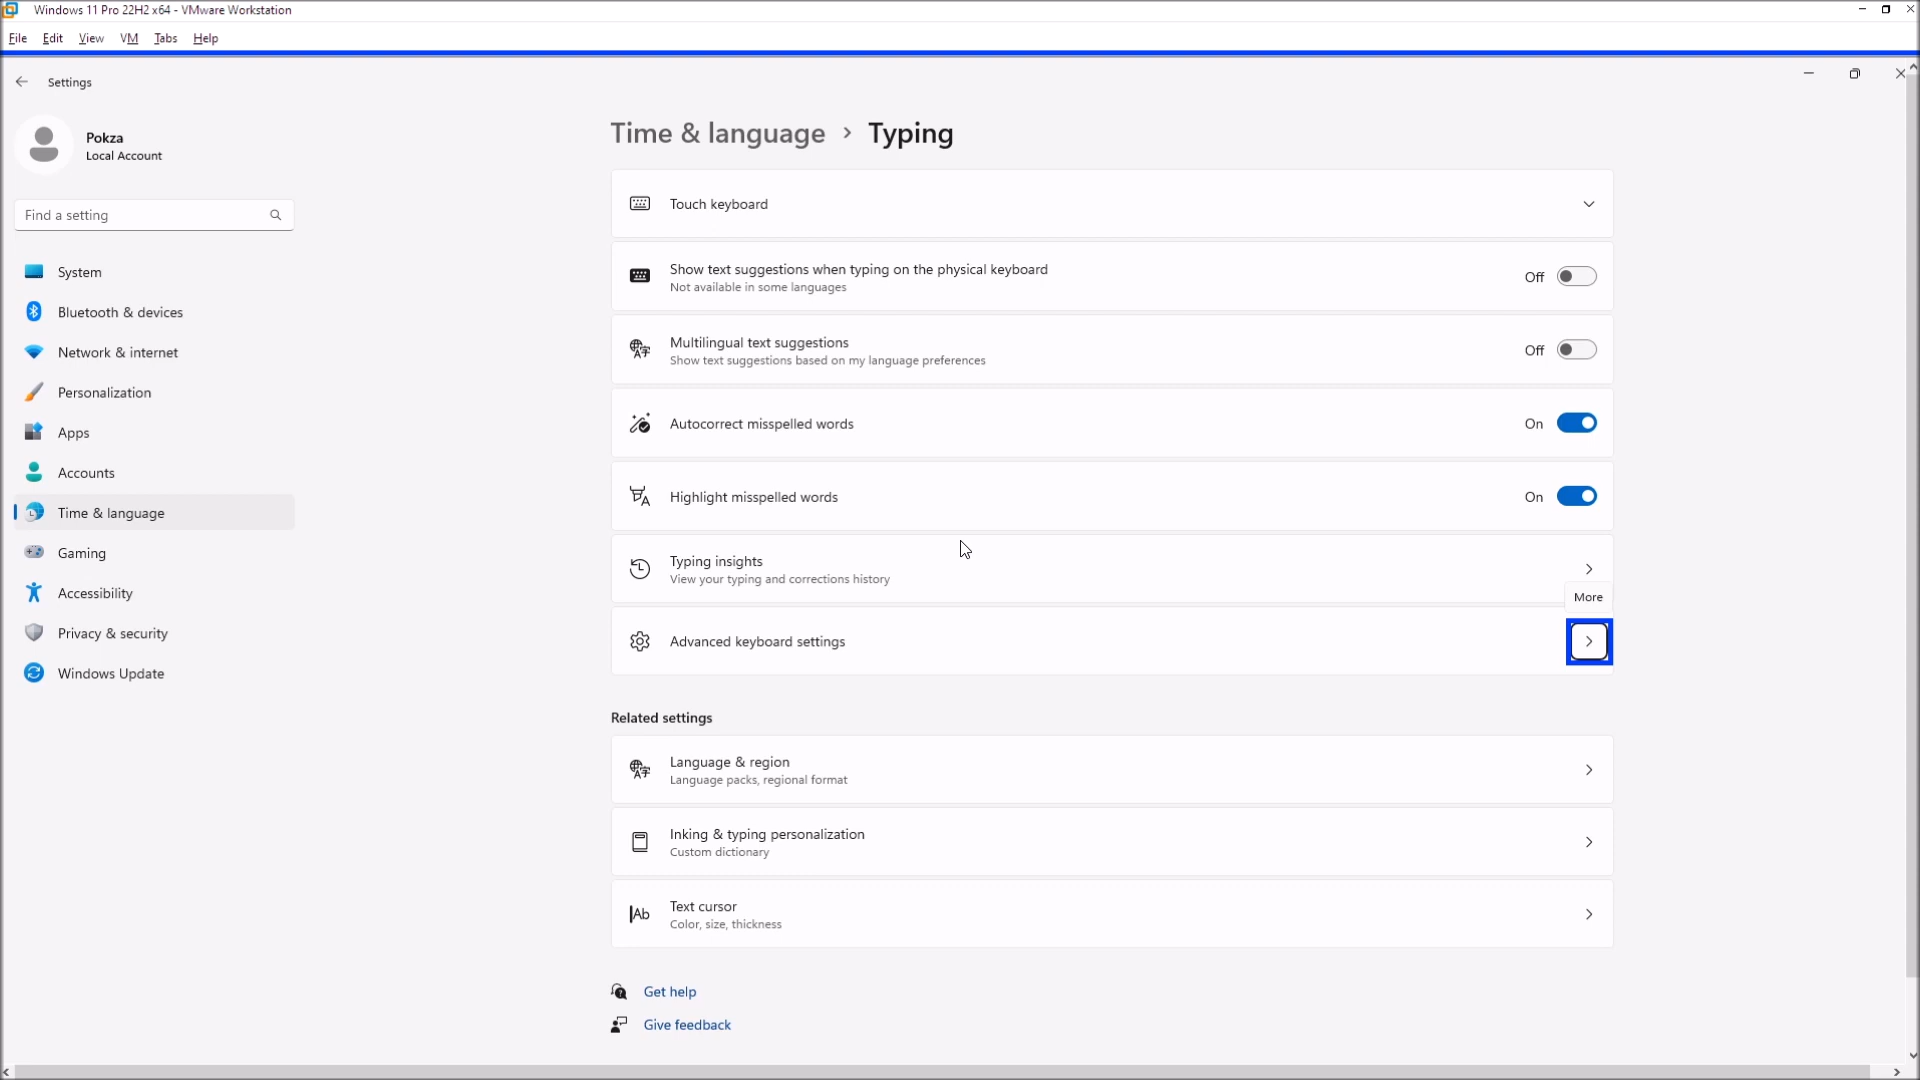 Windows 11 Pro 22H2 x64 - VMware Workstation
File Edit View VM Tabs Help
Settings
Pokza
Local Account
Find a setting
System
Bluetooth & devices
Network & internet
Personalization
Apps
Accounts
Time & language
Gaming
Accessibility
Privacy & security
Windows Update
Time & language > Typing
Touch keyboard
Show text suggestions when typing on the physical keyboard
Not available in some languages
Off
Multilingual text suggestions
Show text suggestions based on my language preferences
Off
Autocorrect misspelled words
On
Highlight misspelled words
On
Typing insights
View your typing and corrections history
More
Advanced keyboard settings
Related settings
Language & region
Language packs, regional format
Inking & typing personalization
Custom dictionary
Text cursor
Color, size, thickness
Get help
Give feedback